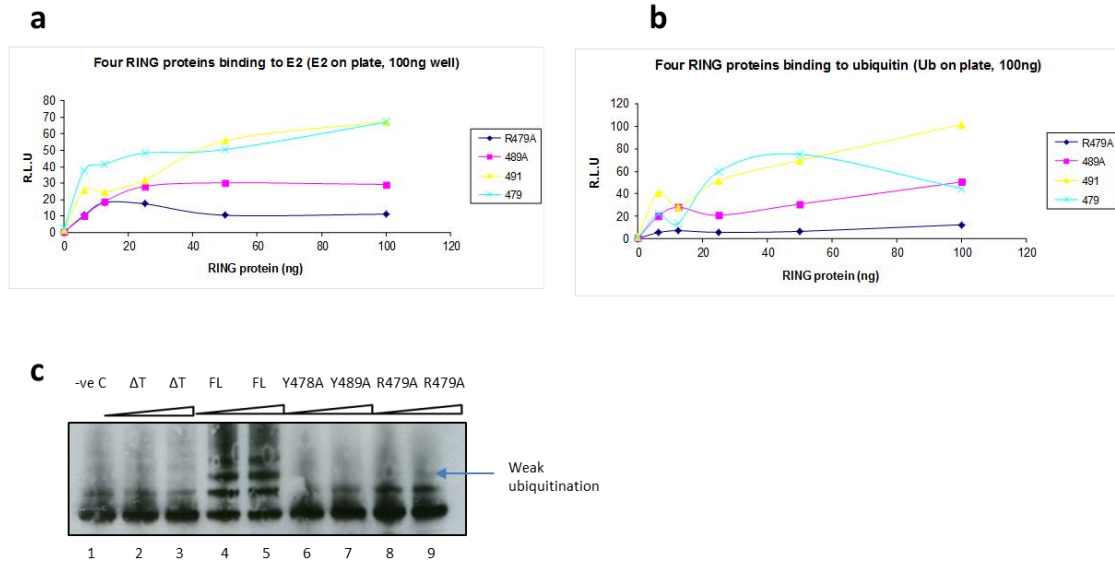 a
Four RING proteins binding to E2 (E2 on plate, 100ng well)
80
70
60
50
40
30
20
10
0
R.L.U
0 20 40 60 80 100 120
RING protein (ng)
R479A
489A
491
479
b
Four RING proteins binding to ubiquitin (Ub on plate, 100ng)
120
100
80
60
40
20
0
R.L.U
0 20 40 60 80 100 120
RING protein (ng)
R479A
489A
491
479
c
-ve C ΔT ΔT FL FL Y478A Y489A R479A R479A
Weak
ubiquitination
1 2 3 4 5 6 7 8 9